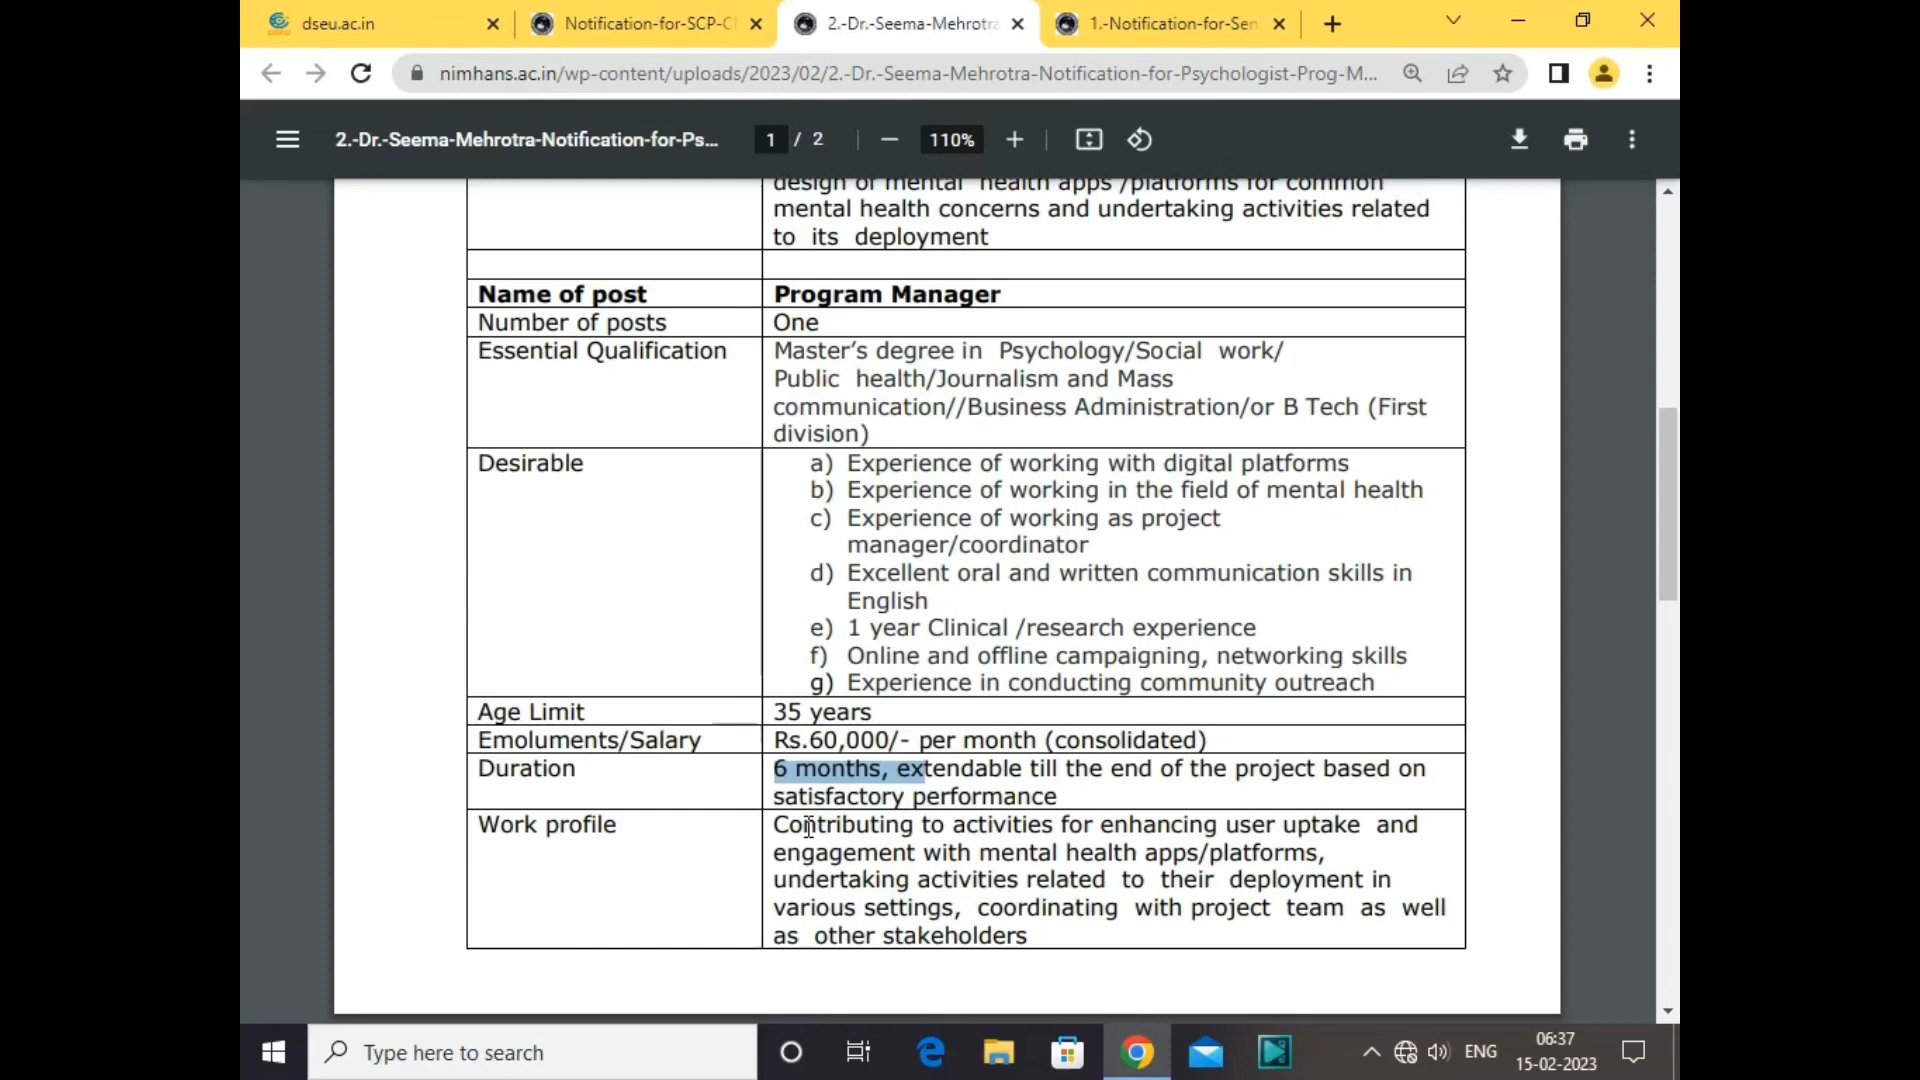 dseu.ac.in
Notification-for-SCP-C
2.-Dr.-Seema-Mehrotra
1.-Notification-for-Sen
nimhans.ac.in/wp-content/uploads/2023/02/2.-Dr.-Seema-Mehrotra-Notification-for-Psychologist-Prog-M...
2.-Dr.-Seema-Mehrotra-Notification-for-Ps...
1 / 2
110%
design of mental health apps /platforms for common
mental health concerns and undertaking activities related
to its deployment
Name of post Program Manager
Number of posts One
Essential Qualification Master’s degree in Psychology/Social work/
Public health/Journalism and Mass
communication//Business Administration/or B Tech (First
division)
Desirable a) Experience of working with digital platforms
b) Experience of working in the field of mental health
c) Experience of working as project
manager/coordinator
d) Excellent oral and written communication skills in
English
e) 1 year Clinical /research experience
f) Online and offline campaigning, networking skills
g) Experience in conducting community outreach
Age Limit 35 years
Emoluments/Salary Rs.60,000/- per month (consolidated)
Duration 6 months, extendable till the end of the project based on
satisfactory performance
Work profile Contributing to activities for enhancing user uptake and
engagement with mental health apps/platforms,
undertaking activities related to their deployment in
various settings, coordinating with project team as well
as other stakeholders
Type here to search
ENG
06:37
15-02-2023